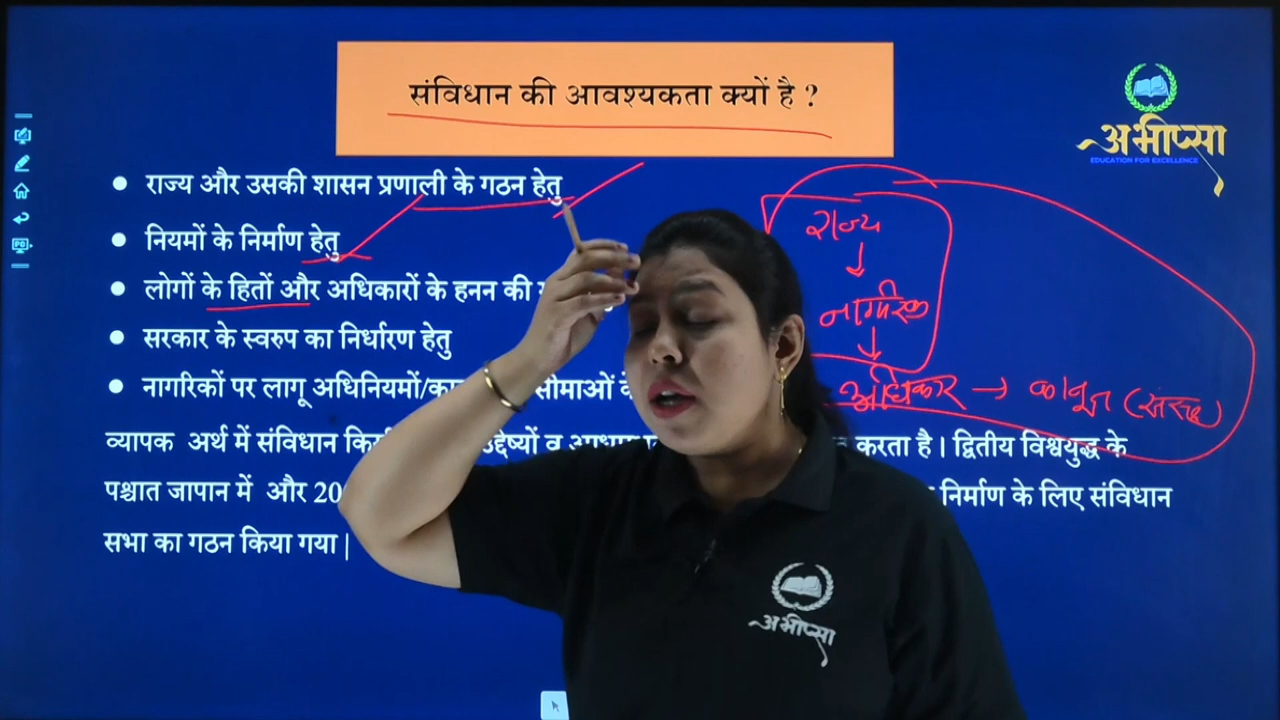 संविधान की आवश्यकता क्यों है ?
अभीप्सा
EDUCATION FOR EXCELLENCE
राज्य और उसकी शासन प्रणाली के गठन हेतु
नियमों के निर्माण हेतु
लोगों के हितों और अधिकारों के हनन की
सरकार के स्वरुप का निर्धारण हेतु
नागरिकों पर लागू अधिनियमों/ सीमाओं
व्यापक अर्थ में संविधान व करता है । द्वितीय विश्वयुद्ध के
पश्चात जापान में और 20 निर्माण के लिए संविधान
सभा का गठन किया गया |
राज्य
नागरिक
अधिकार → कानून (संसद)
अभीप्सा